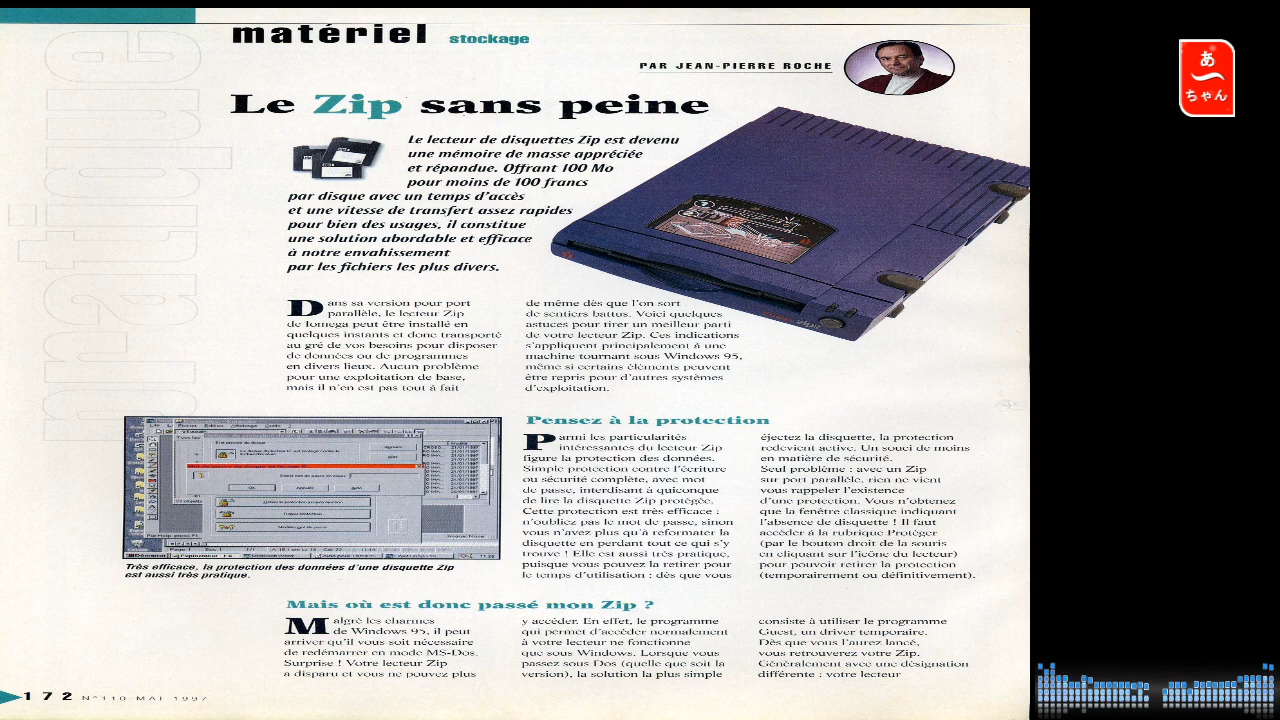 matériel stockage
PAR JEAN-PIERRE ROCHE
Le Zip sans peine
Le lecteur de disquettes Zip est devenu
une mémoire de masse appréciée
et répandue. Offrant 100 Mo
pour moins de 100 francs
par disque avec un temps d'accès
et une vitesse de transfert assez rapides
pour bien des usages, il constitue
une solution abordable et efficace
à notre envahissement
par les fichiers les plus divers.
pratique
Dans sa version pour port
parallèle, le lecteur Zip
de Iomega peut être installé en
quelques instants et donc transporté
au gré de vos besoins pour disposer
de données ou de programmes
en divers lieux. Aucun problème
pour une exploitation de base,
mais il n'en est pas tout à fait
de même dès que l'on sort
de sentiers battus. Voici quelques
astuces pour tirer un meilleur parti
de votre lecteur Zip. Ces indications
s'appliquent principalement à une
machine tournant sous Windows 95,
même si certains éléments peuvent
être repris pour d'autres systèmes
d'exploitation.
Très efficace, la protection des données d'une disquette Zip
est aussi très pratique.
Pensez à la protection
Parmi les particularités
intéressantes du lecteur Zip
figure la protection des données.
Simple protection contre l'écriture
ou sécurité complète, avec mot
de passe, interdisant à quiconque
de lire la disquette Zip protégée.
Cette protection est très efficace :
n'oubliez pas le mot de passe, sinon
vous n'avez plus qu'à reformater la
disquette en perdant tout ce qui s'y
trouve ! Elle est aussi très pratique,
puisque vous pouvez la retirer pour
le temps d'utilisation : dès que vous
éjectez la disquette, la protection
redevient active. Un souci de moins
en matière de sécurité.
Seul problème : avec un Zip
sur port parallèle, rien ne vient
vous rappeler l'existence
d'une protection. Vous n'obtenez
que la fenêtre classique indiquant
l'absence de disquette ! Il faut
accéder à la rubrique Protéger
(par le bouton droit de la souris
en cliquant sur l'icône du lecteur)
pour pouvoir retirer la protection
(temporairement ou définitivement).
Mais où est donc passé mon Zip ?
Malgré les charmes
de Windows 95, il peut
arriver qu'il vous soit nécessaire
de redémarrer en mode MS-Dos.
Surprise ! Votre lecteur Zip
a disparu et vous ne pouvez plus
y accéder. En effet, le programme
qui permet d'accéder normalement
à votre lecteur ne fonctionne
que sous Windows. Lorsque vous
passez sous Dos (quelle que soit la
version), la solution la plus simple
consiste à utiliser le programme
Guest, un driver temporaire.
Dès que vous l'aurez lancé,
vous retrouverez votre Zip.
Généralement avec une désignation
différente : votre lecteur
172 N°110-MAI 1997
あーちゃん